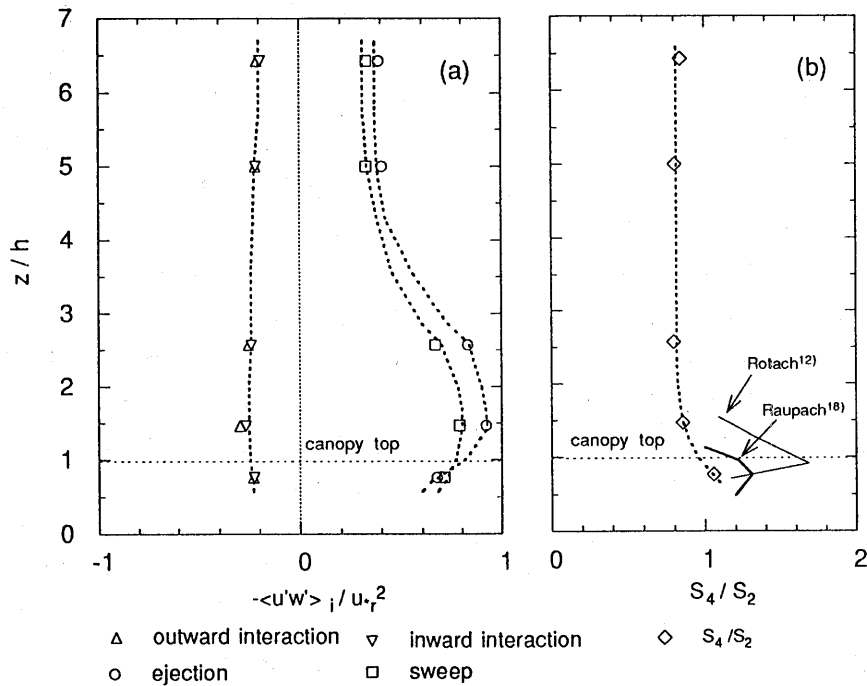 7
6
5
4
3
2
1
0
z / h
(a)
canopy top
-1
0
1
-<u'w'> i / u*r²
(b)
Rotach¹²⁾
Raupach¹⁸⁾
canopy top
0
1
2
S₄ / S₂
△ outward interaction
▽ inward interaction
◇ S₄ /S₂
○ ejection
□ sweep